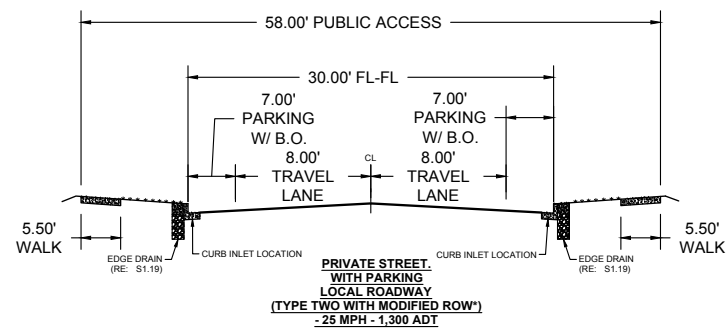 58.00' PUBLIC ACCESS
30.00' FL-FL
7.00'
PARKING
W/ B.O.
7.00'
PARKING
W/ B.O.
8.00'
TRAVEL
LANE
CL
8.00'
TRAVEL
LANE
5.50'
WALK
EDGE DRAIN
(RE: S1.19)
CURB INLET LOCATION
CURB INLET LOCATION
EDGE DRAIN
(RE: S1.19)
5.50'
WALK
PRIVATE STREET.
WITH PARKING
LOCAL ROADWAY
(TYPE TWO WITH MODIFIED ROW*)
- 25 MPH - 1,300 ADT